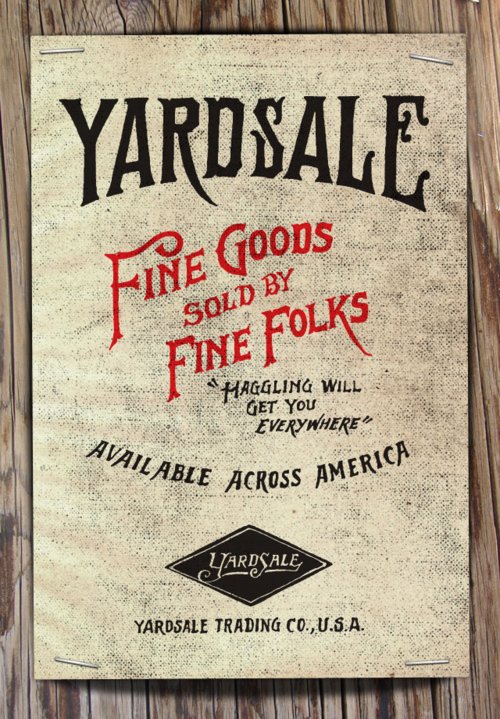 YARDSALE
FINE GOODS
SOLD BY
FINE FOLKS
"HAGGLING WILL
GET YOU
EVERYWHERE"
AVAILABLE ACROSS AMERICA
YARDSALE
YARDSALE TRADING CO., U.S.A.